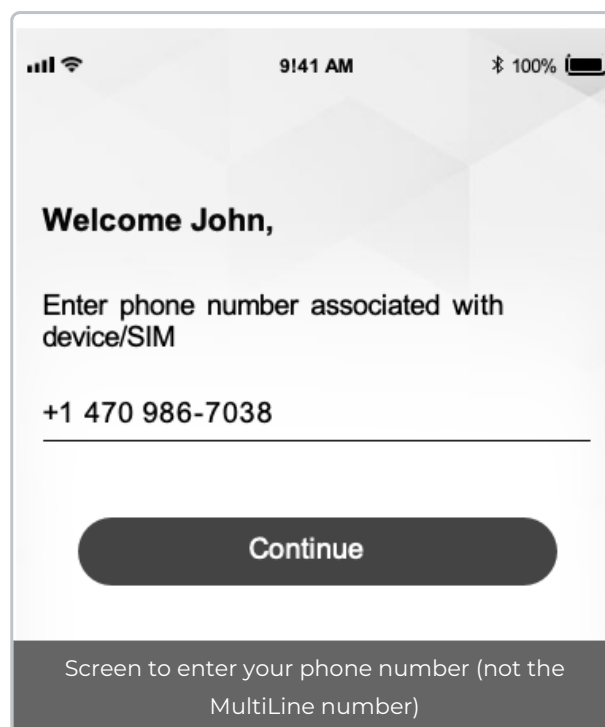 9:41 AM
100%
Welcome John,
Enter phone number associated with
device/SIM
+1 470 986-7038
Continue
Screen to enter your phone number (not the
MultiLine number)